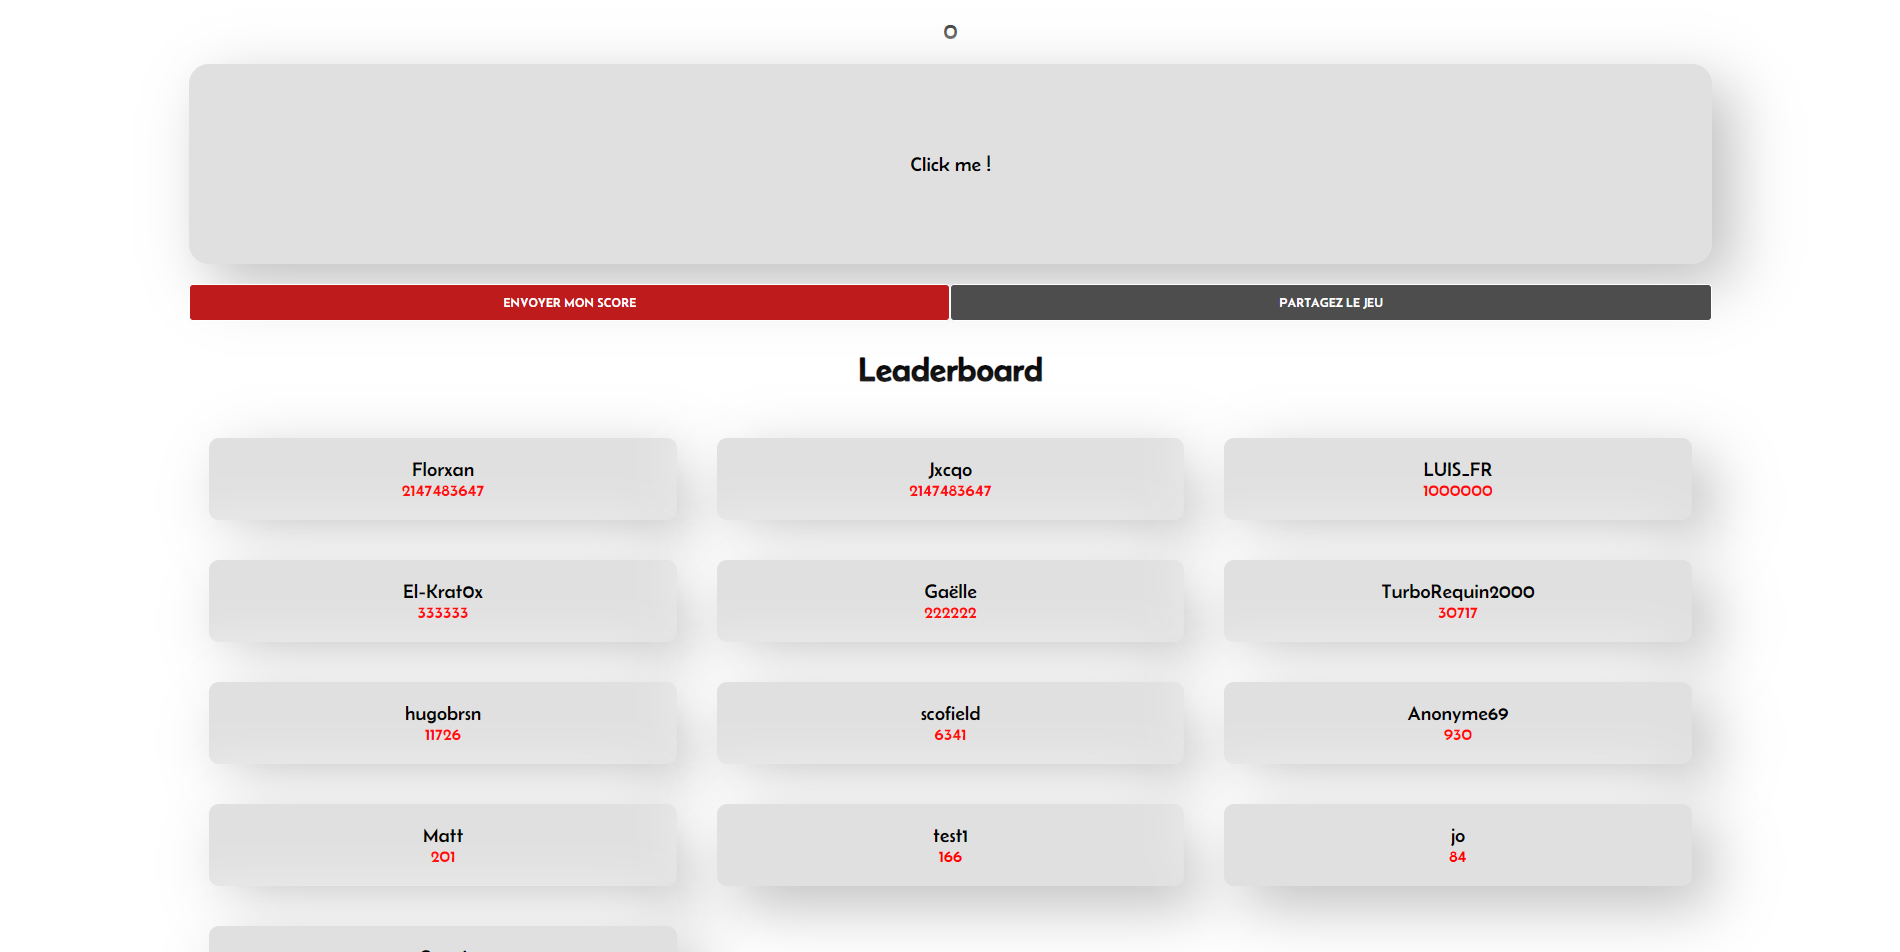 0
Click me !
ENVOYER MON SCORE
PARTAGEZ LE JEU
Leaderboard
Florxan
2147483647
Jxcqo
2147483647
LUIS_FR
1000000
El-Krat0x
333333
Gaëlle
222222
TurboRequin2000
30717
hugobrsn
11726
scofield
6341
Anonyme69
930
Matt
201
test1
166
jo
84